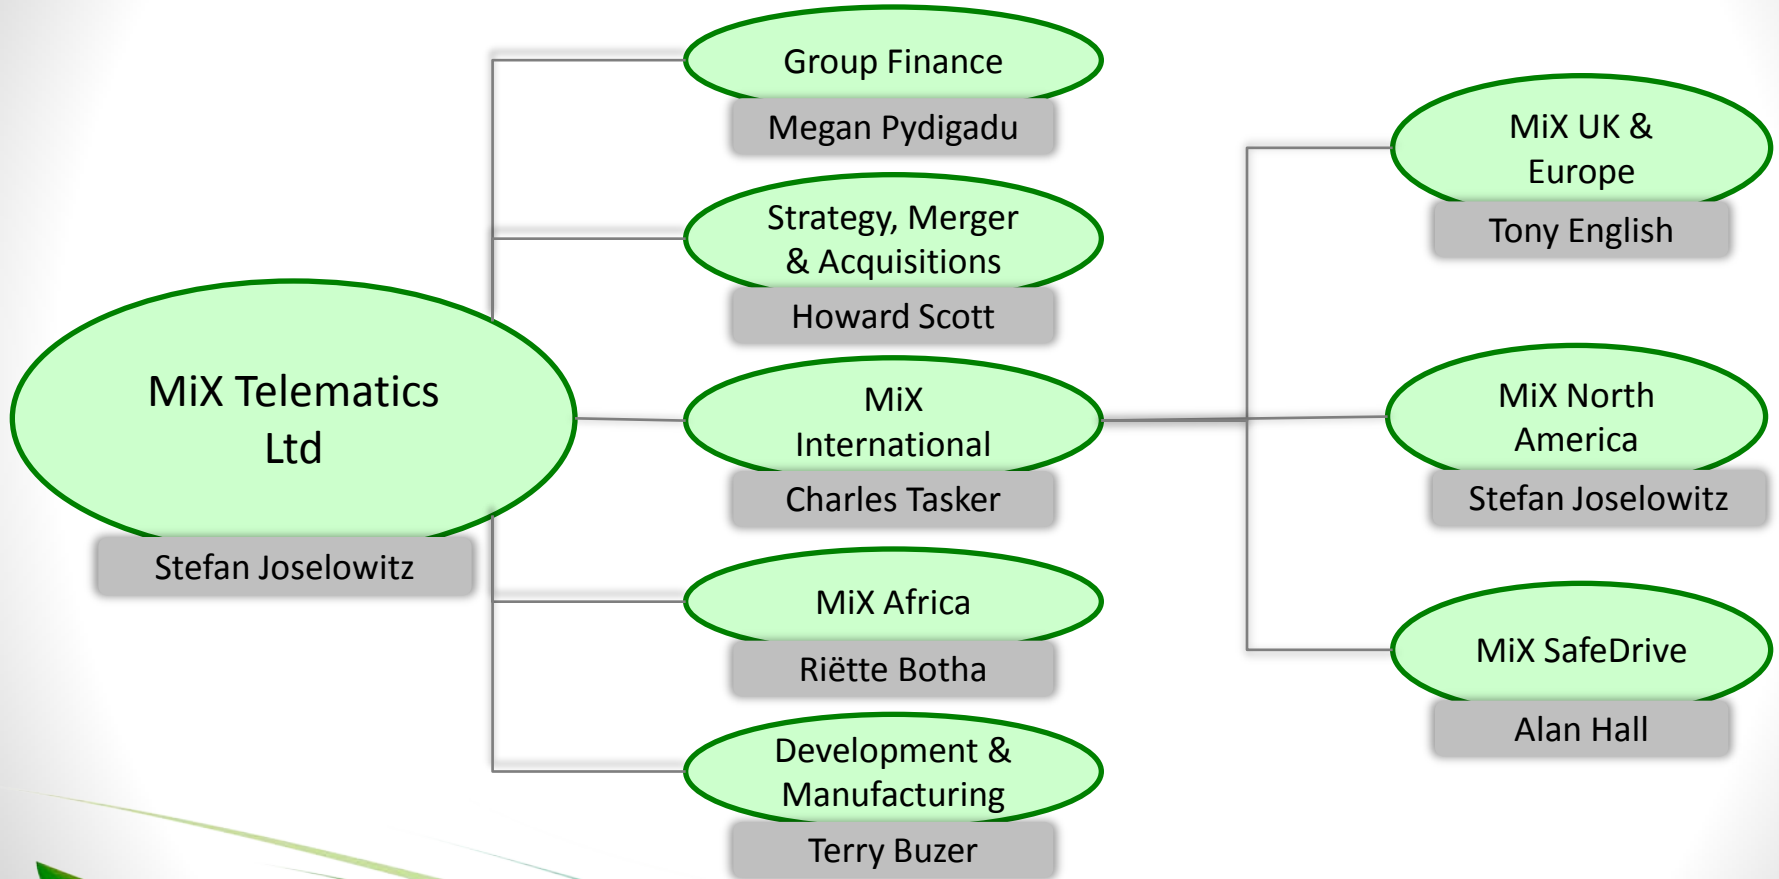 MiX Telematics
Ltd
Stefan Joselowitz
Group Finance
Megan Pydigadu
Strategy, Merger
& Acquisitions
Howard Scott
MiX
International
Charles Tasker
MiX Africa
Riëtte Botha
Development &
Manufacturing
Terry Buzer
MiX UK &
Europe
Tony English
MiX North
America
Stefan Joselowitz
MiX SafeDrive
Alan Hall